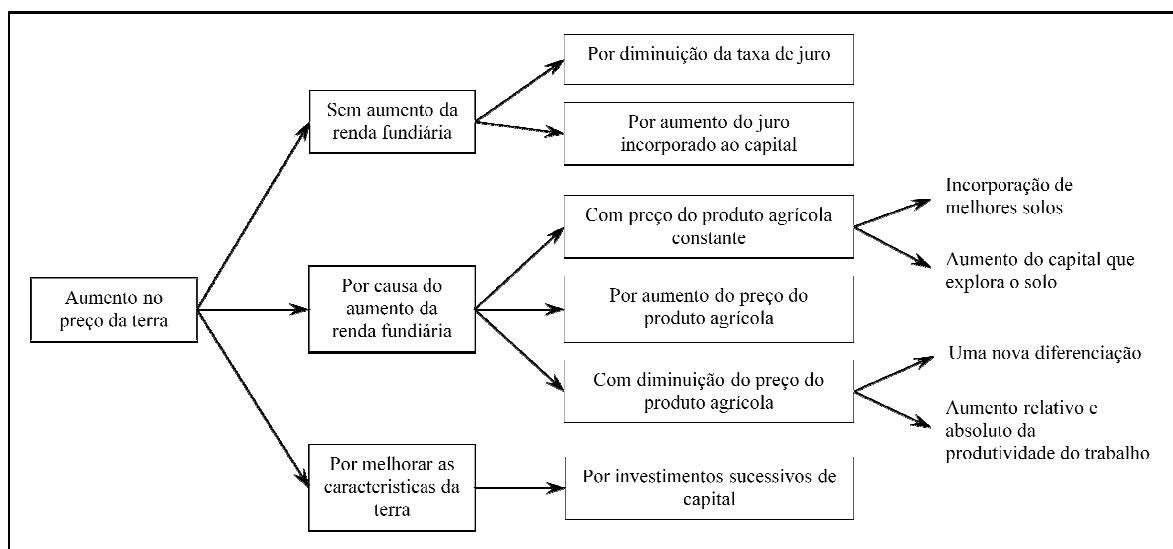 Aumento no
preço da terra
Sem aumento da
renda fundiária
Por diminuição da taxa de juro
Por aumento do juro
incorporado ao capital
Por causa do
aumento da
renda fundiária
Com preço do produto agrícola
constante
Incorporação de
melhores solos
Aumento do capital que
explora o solo
Por aumento do preço do
produto agrícola
Com diminuição do preço do
produto agrícola
Uma nova diferenciação
Aumento relativo e
absoluto da
produtividade do trabalho
Por melhorar as
caracteristicas da
terra
Por investimentos sucessivos de
capital